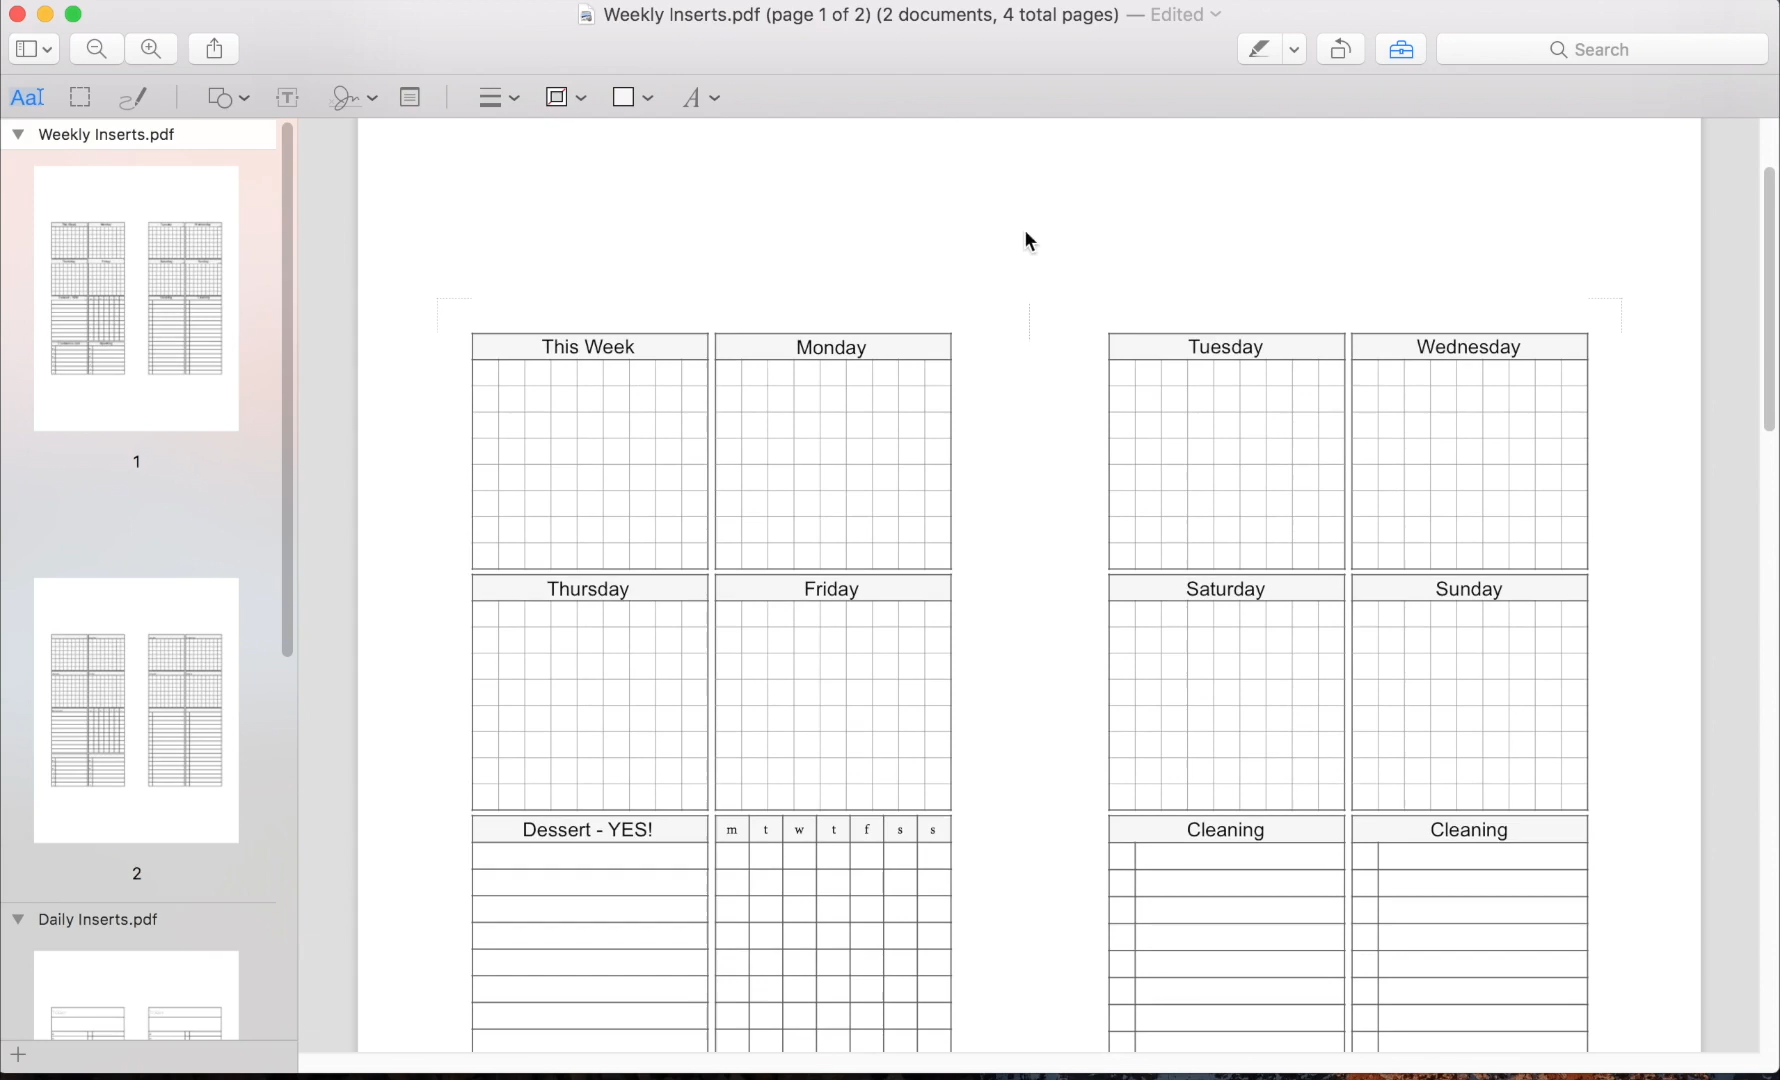 Weekly Inserts.pdf (page 1 of 2) (2 documents, 4 total pages) — Edited
Search
AaI
T
A
Weekly Inserts.pdf
1
2
Daily Inserts.pdf
This Week Monday Tuesday Wednesday
Thursday Friday Saturday Sunday
Dessert - YES! m t w t f s s Cleaning Cleaning